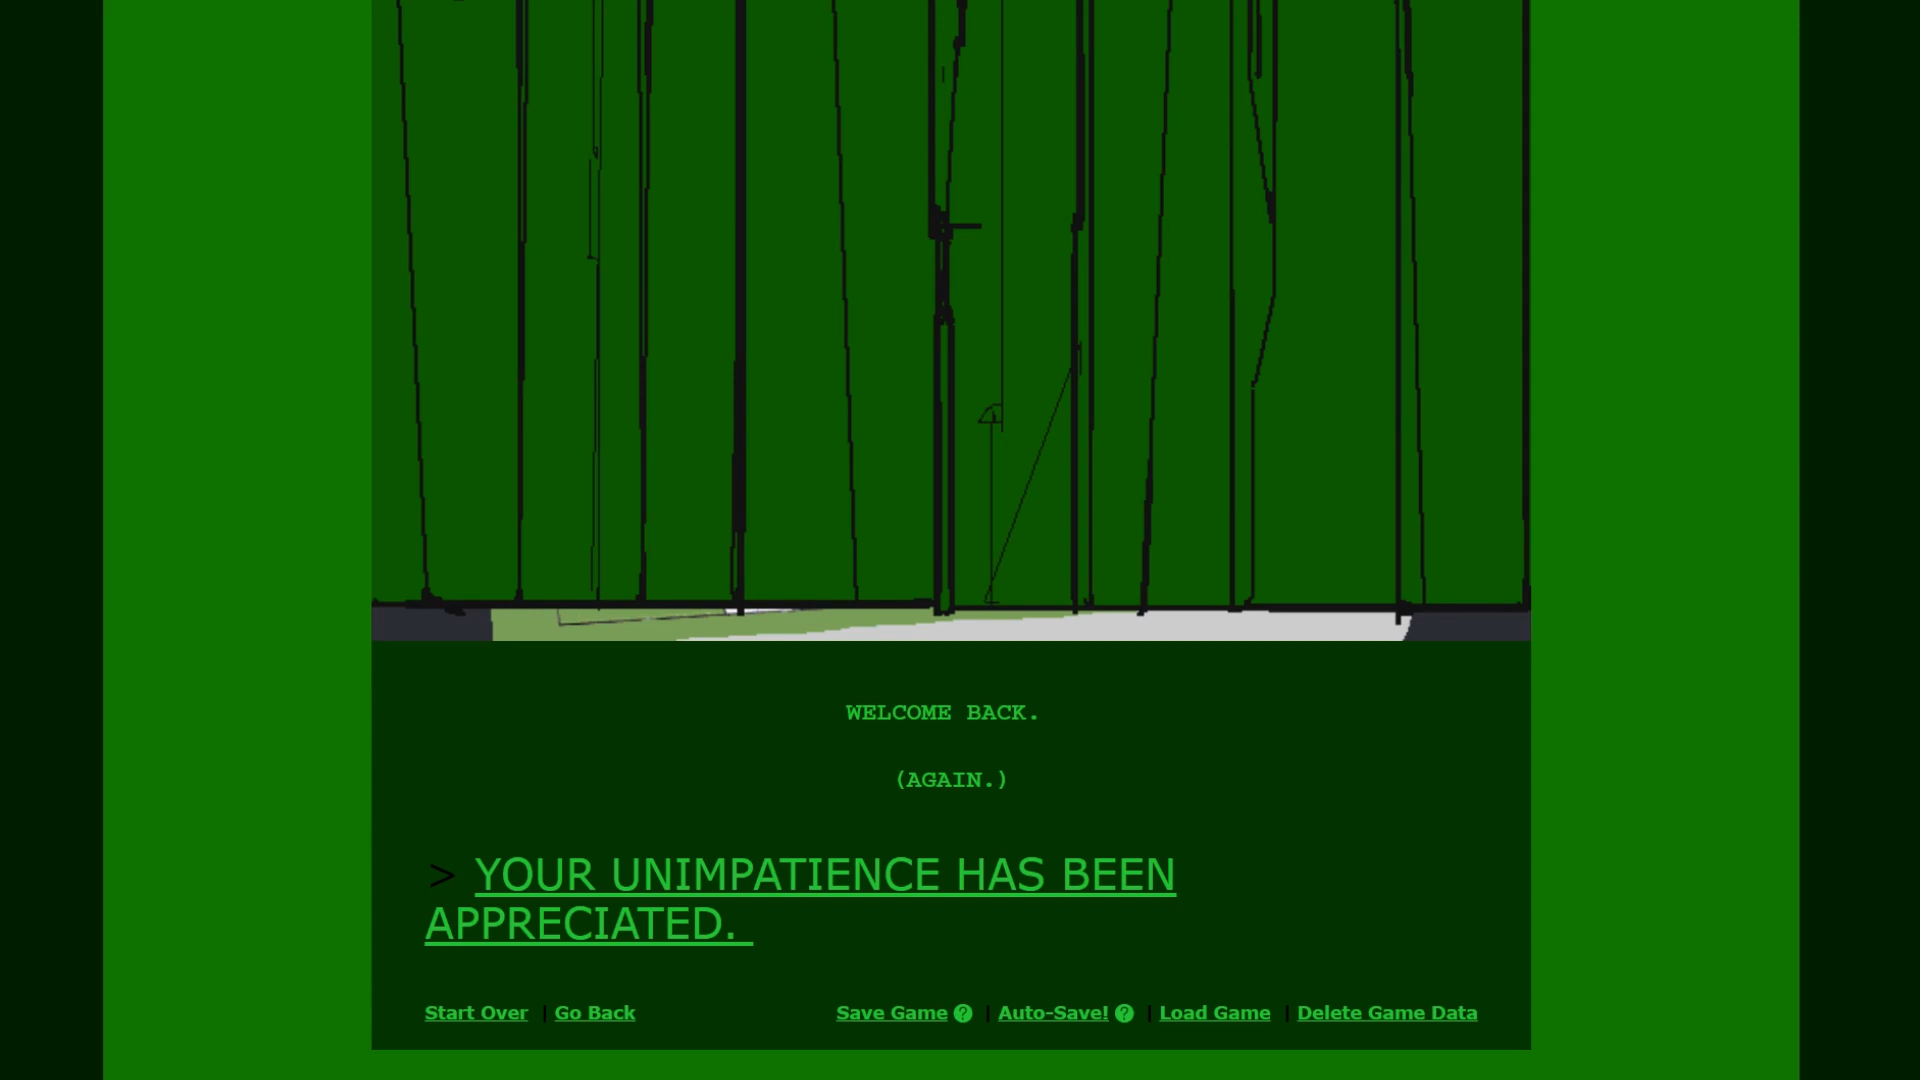 WELCOME BACK.
(AGAIN.)
> YOUR UNIMPATIENCE HAS BEEN
APPRECIATED.
Start Over | Go Back Save Game ? | Auto-Save! ? | Load Game | Delete Game Data